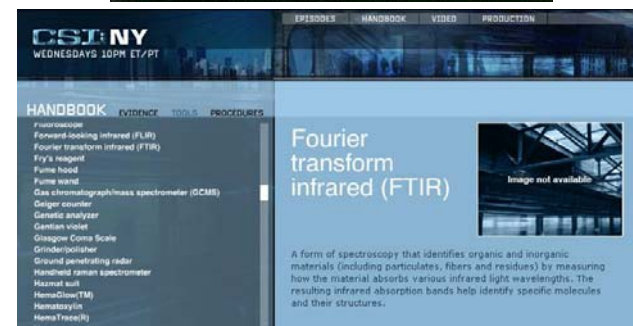 EPISODES HANDBOOK VIDEO PRODUCTION
CSI: NY
WEDNESDAYS 10PM ET/PT
HANDBOOK EVIDENCE TOOLS PROCEDURES
Fluoroscope
Forward-looking infrared (FLIR)
Fourier transform infrared (FTIR)
Fry's reagent
Fume hood
Fume wand
Gas chromatograph/mass spectrometer (GCMS)
Geiger counter
Genetic analyzer
Gentian violet
Glasgow Coma Scale
Grinder/polisher
Ground penetrating radar
Handheld raman spectrometer
Hazmat suit
HemaGlow(TM)
Hematoxylin
HemaTrace(R)
Fourier
transform
infrared (FTIR)
Image not available
A form of spectroscopy that identifies organic and inorganic
materials (including particulates, fibers and residues) by measuring
how the material absorbs various infrared light wavelengths. The
resulting infrared absorption bands help identify specific molecules
and their structures.